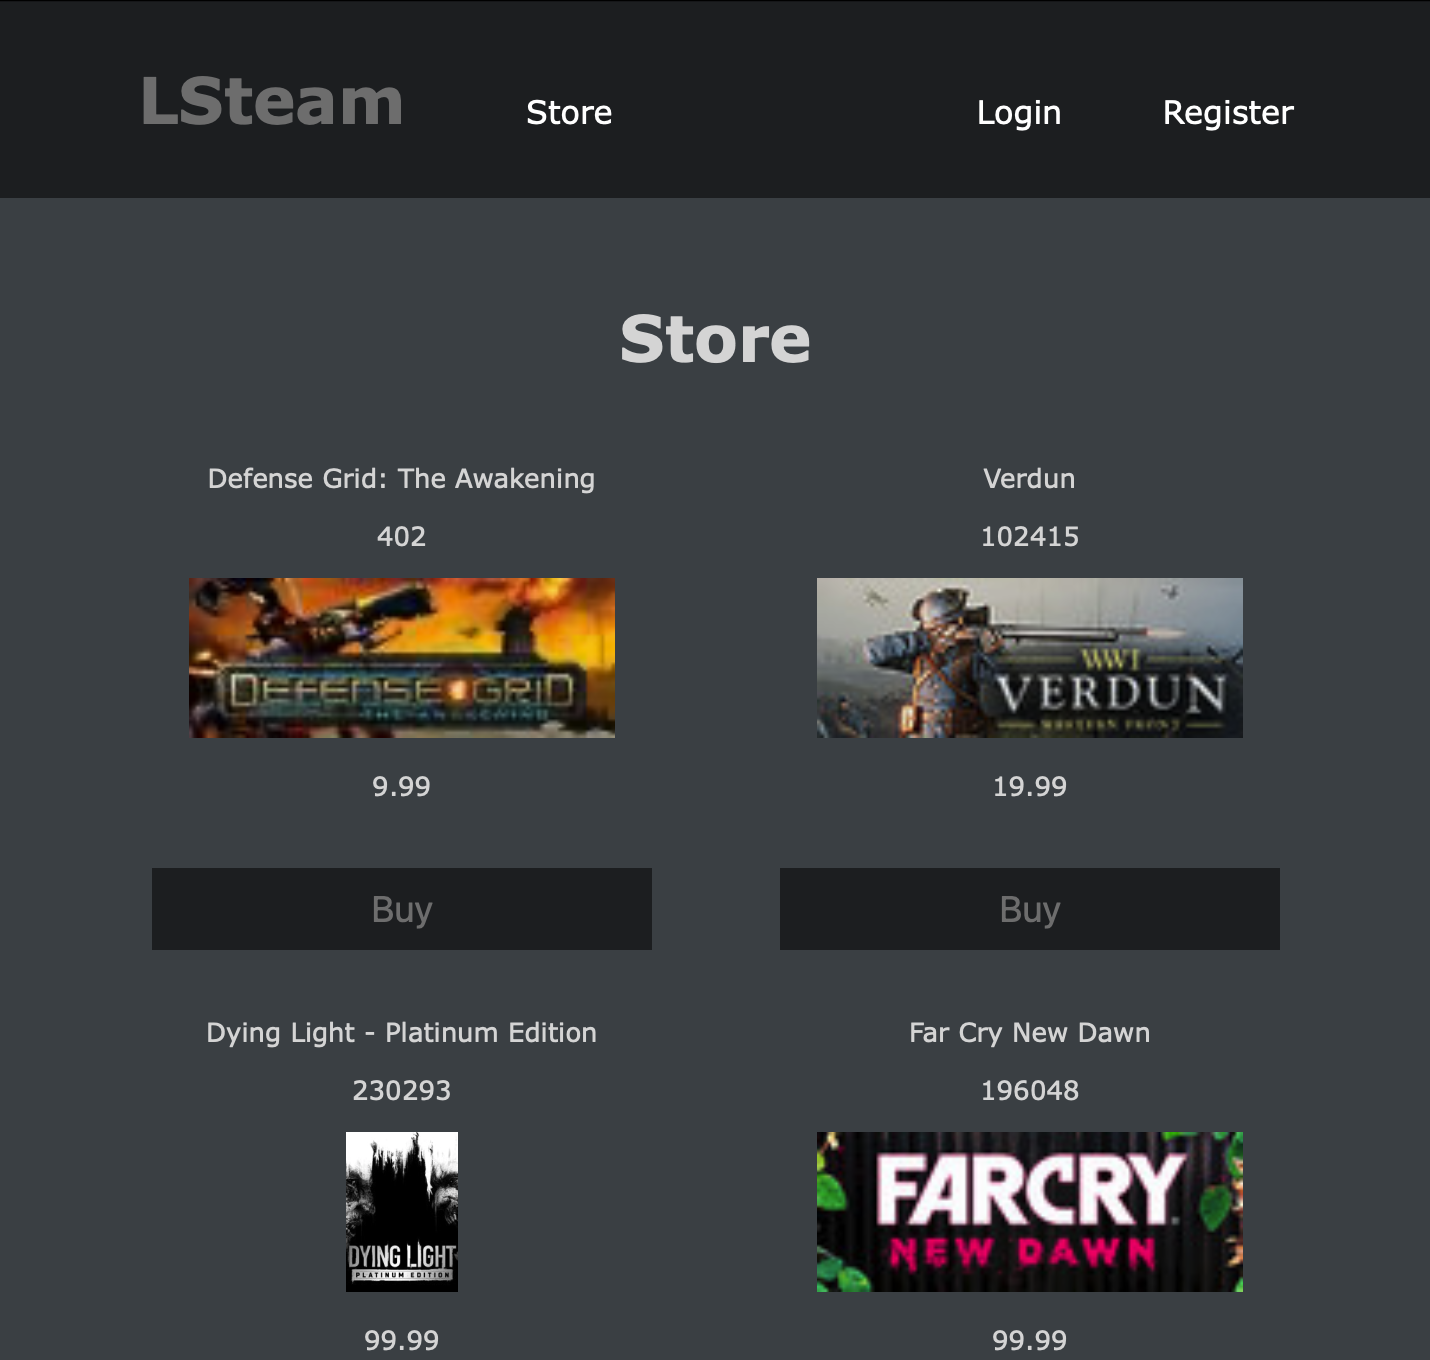 LSteam
Store
Login
Register
Store
Defense Grid: The Awakening
402
DEFENSE GRID
THE AWAKENING
9.99
Buy
Verdun
102415
WWI
VERDUN
WESTERN FRONT
19.99
Buy
Dying Light - Platinum Edition
230293
DYING LIGHT
PLATINUM EDITION
99.99
Far Cry New Dawn
196048
FARCRY
NEW DAWN
99.99